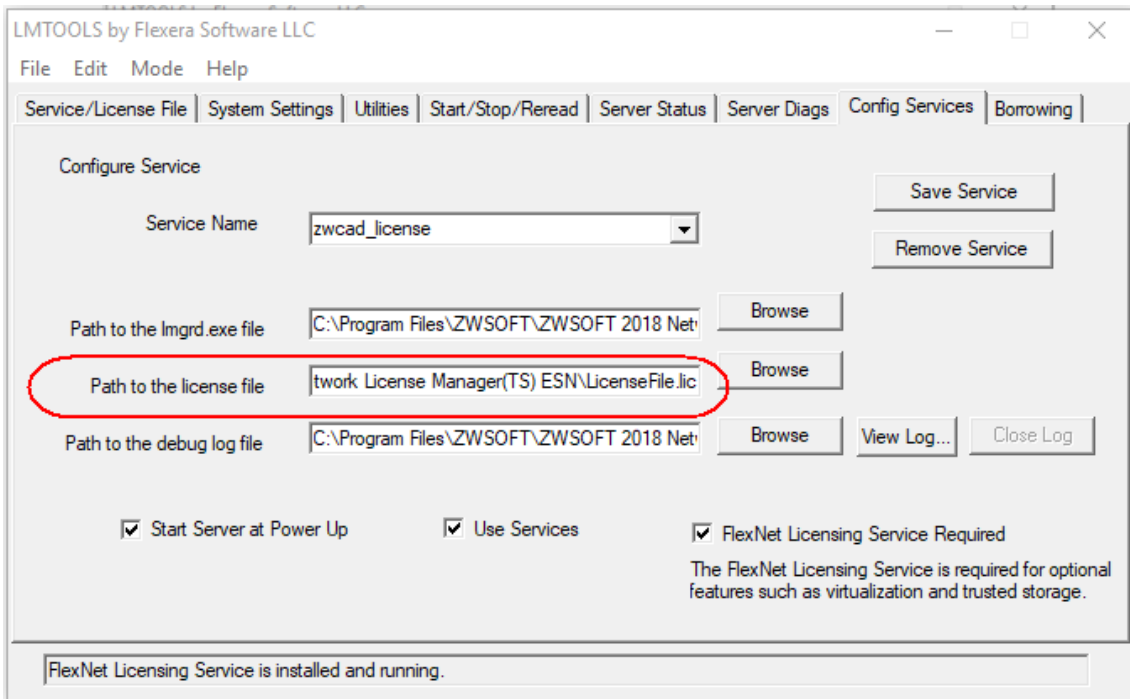 LMTOOLS by Flexera Software LLC
File Edit Mode Help
Service/License File System Settings Utilities Start/Stop/Reread Server Status Server Diags Config Services Borrowing
Configure Service
Save Service
Service Name zwcad_license
Remove Service
Path to the lmgrd.exe file C:\Program Files\ZWSOFT\ZWSOFT 2018 Net Browse
Path to the license file twork License Manager(TS) ESN\LicenseFile.lic Browse
Path to the debug log file C:\Program Files\ZWSOFT\ZWSOFT 2018 Net Browse View Log... Close Log
Start Server at Power Up Use Services FlexNet Licensing Service Required
The FlexNet Licensing Service is required for optional
features such as virtualization and trusted storage.
FlexNet Licensing Service is installed and running.